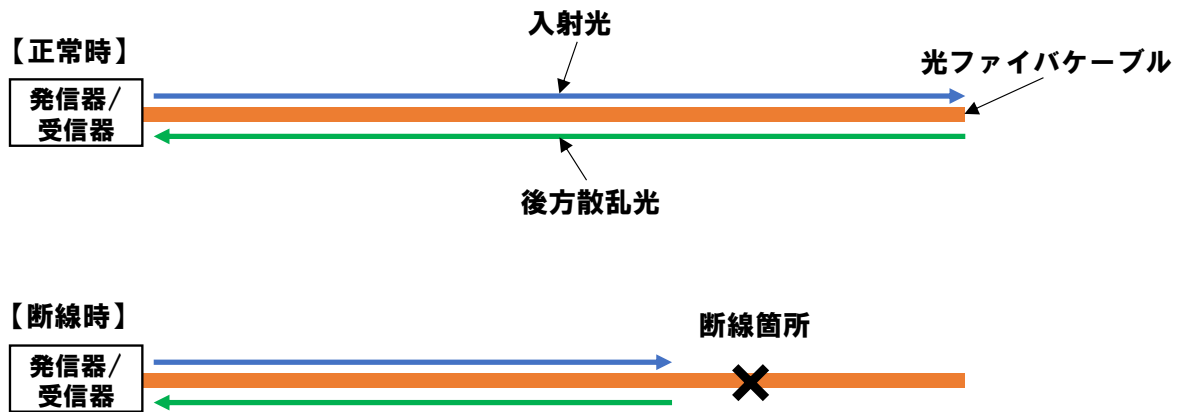 入射光
【正常時】
光ファイバケーブル
発信器/
受信器
後方散乱光
【断線時】
断線箇所
発信器/
受信器